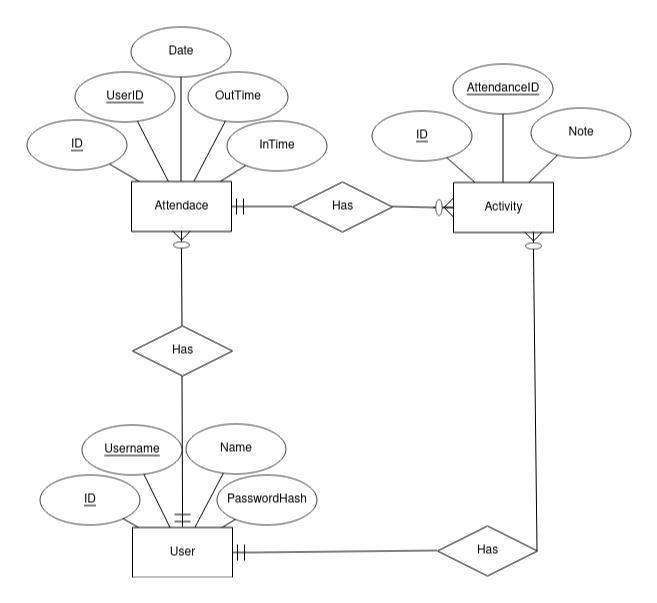 Date
UserID
OutTime
ID
InTime
Attendace
Has
AttendanceID
ID
Note
Activity
Has
Username
Name
ID
PasswordHash
User
Has